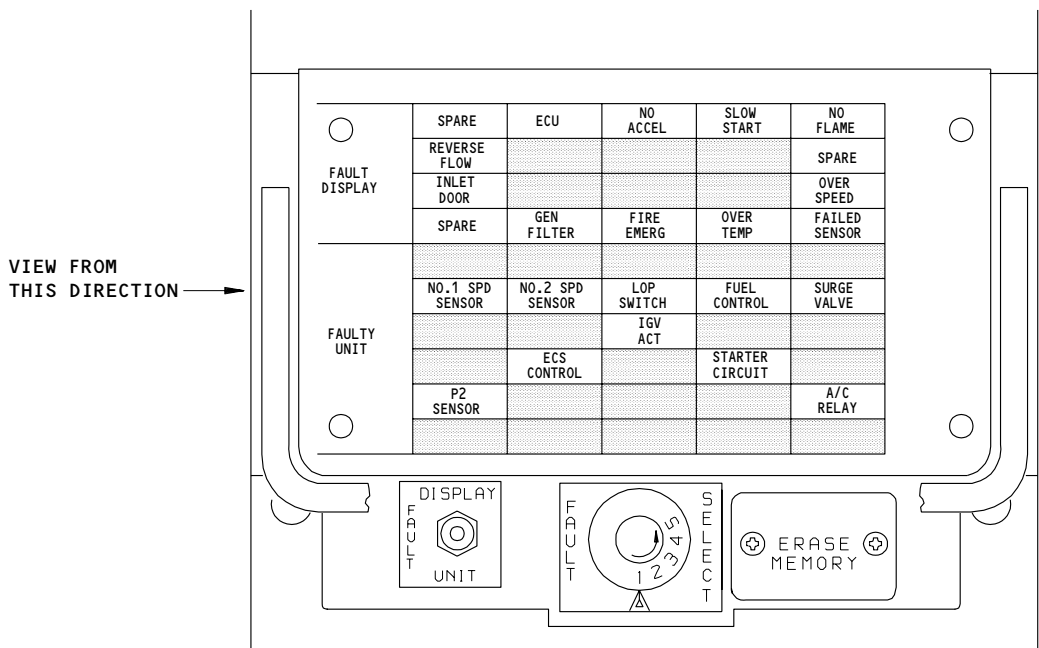 SPARE ECU NO ACCEL SLOW START NO FLAME
FAULT DISPLAY
REVERSE FLOW SPARE
INLET DOOR OVER SPEED
SPARE GEN FILTER FIRE EMERG OVER TEMP FAILED SENSOR
VIEW FROM
THIS DIRECTION
FAULTY UNIT
NO.1 SPD SENSOR NO.2 SPD SENSOR LOP SWITCH FUEL CONTROL SURGE VALVE
IGV ACT
ECS CONTROL STARTER CIRCUIT
P2 SENSOR A/C RELAY
DISPLAY
FAULT
UNIT
FAULT
1 2 3 4 5
SELECT
ERASE
MEMORY